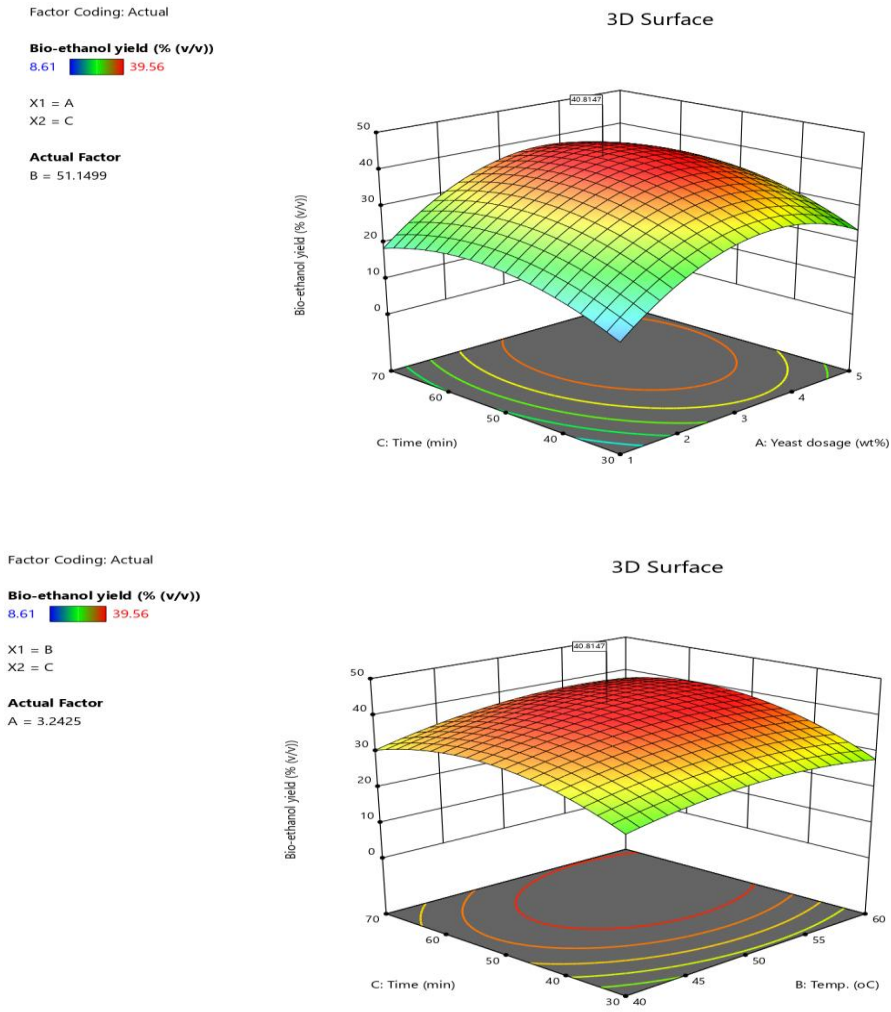 Factor Coding: Actual
3D Surface
Bio-ethanol yield (% (v/v))
8.61 39.56
X1 = A
X2 = C
Actual Factor
B = 51.1499
40.8147
50
40
30
20
10
0
Bio-ethanol yield (% (v/v))
70
60
50
40
30
1
2
3
4
5
C: Time (min)
A: Yeast dosage (wt%)
Factor Coding: Actual
3D Surface
Bio-ethanol yield (% (v/v))
8.61 39.56
X1 = B
X2 = C
Actual Factor
A = 3.2425
40.8147
50
40
30
20
10
0
Bio-ethanol yield (% (v/v))
70
60
50
40
30
40
45
50
55
60
C: Time (min)
B: Temp. (oC)